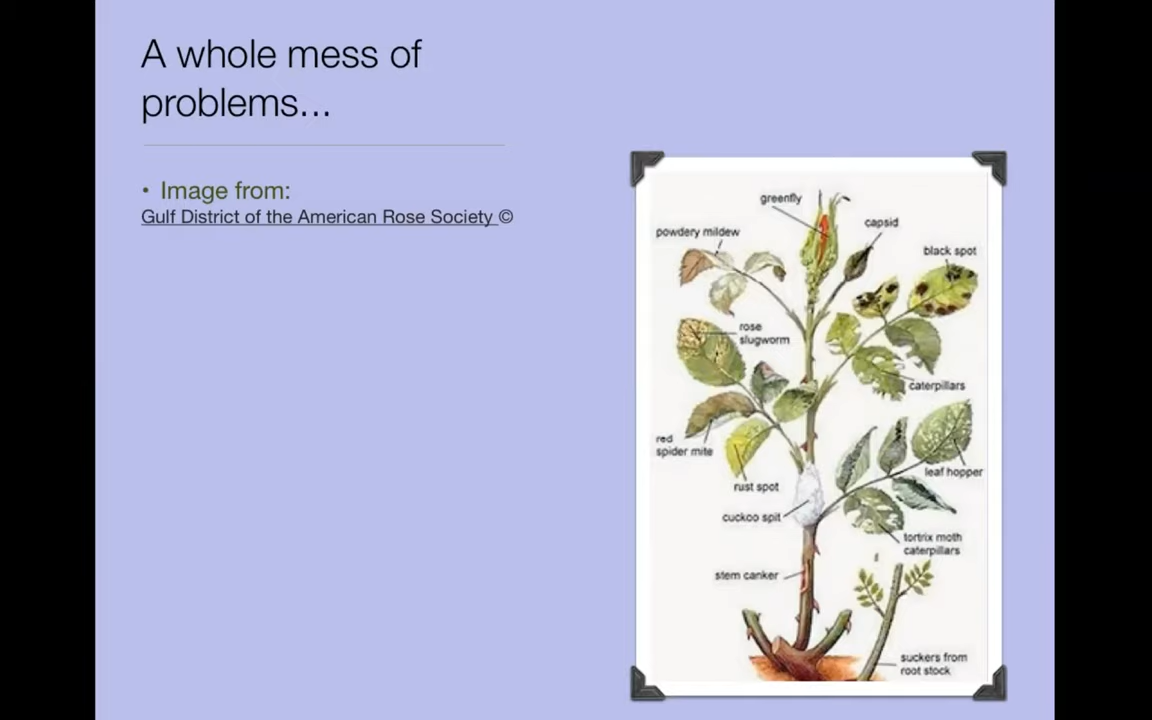 A whole mess of
problems...
• Image from:
Gulf District of the American Rose Society ©
greenfly
capsid
powdery mildew
black spot
rose
slugworm
caterpillars
red
spider mite
leaf hopper
rust spot
cuckoo spit
tortrix moth
caterpillars
stem canker
suckers from
root stock